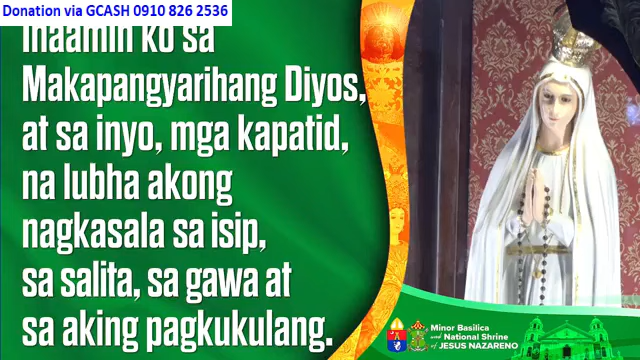 Donation via GCASH 0910 826 2536
Inaamin ko sa
Makapangyarihang Diyos,
at sa inyo, mga kapatid,
na lubha akong
nagkasala sa isip,
sa salita, sa gawa at
sa aking pagkukulang.
Minor Basilica
and National Shrine
of JESUS NAZARENO